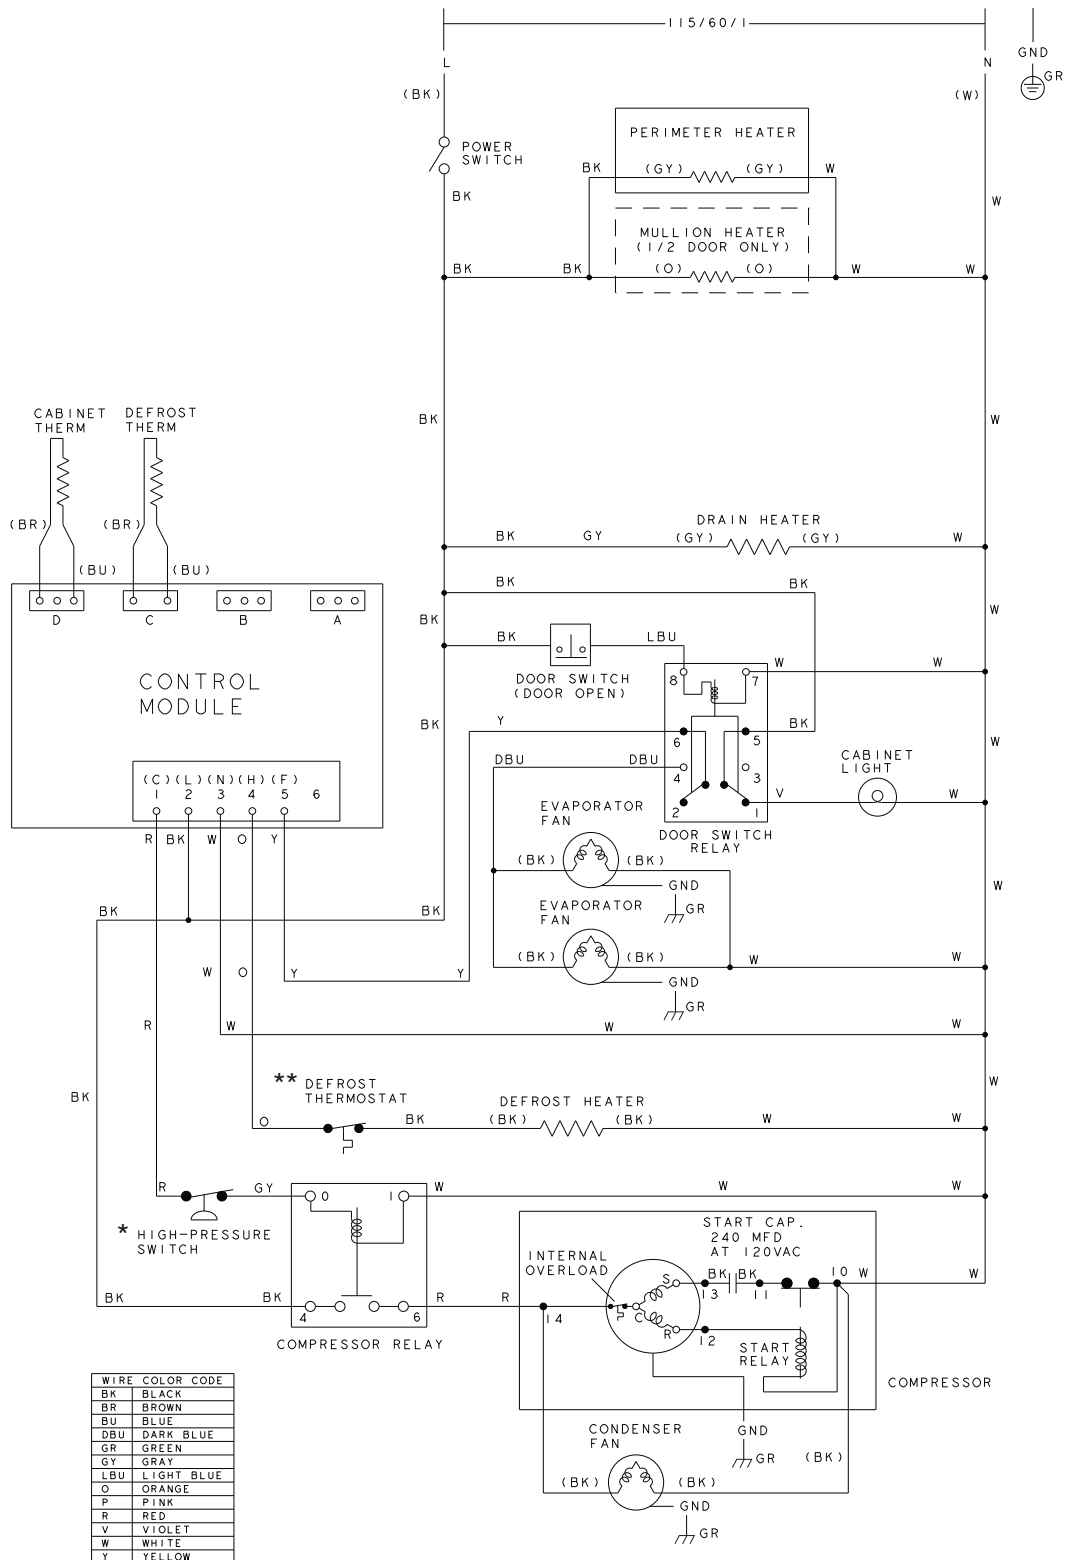 115/60/1
L
N
GND
GR
(BK)
(W)
POWER
SWITCH
BK
PERIMETER HEATER
BK
(GY)
(GY)
W
W
MULLION HEATER
(1/2 DOOR ONLY)
BK
BK
(O)
(O)
W
W
CABINET
THERM
DEFROST
THERM
BK
W
(BR)
(BR)
(BU)
(BU)
DRAIN HEATER
BK
GY
(GY)
(GY)
W
BK
BK
D
C
B
A
BK
W
CONTROL
MODULE
BK
LBU
DOOR SWITCH
(DOOR OPEN)
8
7
W
W
BK
Y
6
5
BK
W
DBU
DBU
4
3
CABINET
LIGHT
2
1
V
W
DOOR SWITCH
RELAY
(C)
(L)
(N)
(H)
(F)
1
2
3
4
5
6
R
BK
W
O
Y
EVAPORATOR
FAN
(BK)
(BK)
GND
GR
W
BK
BK
EVAPORATOR
FAN
(BK)
(BK)
W
W
GND
GR
W
O
Y
Y
R
W
W
W
BK
W
** DEFROST
THERMOSTAT
O
BK
DEFROST HEATER
(BK)
(BK)
W
W
R
GY
0
1
W
W
W
* HIGH-PRESSURE
SWITCH
START CAP.
240 MFD
AT 120VAC
INTERNAL
OVERLOAD
S
BK
BK
13
11
10
W
W
BK
BK
4
6
R
R
14
C
R
12
COMPRESSOR RELAY
START
RELAY
COMPRESSOR
GND
GR
CONDENSER
FAN
(BK)
(BK)
(BK)
GND
GR
WIRE COLOR CODE
BK BLACK
BR BROWN
BU BLUE
DBU DARK BLUE
GR GREEN
GY GRAY
LBU LIGHT BLUE
O ORANGE
P PINK
R RED
V VIOLET
W WHITE
Y YELLOW